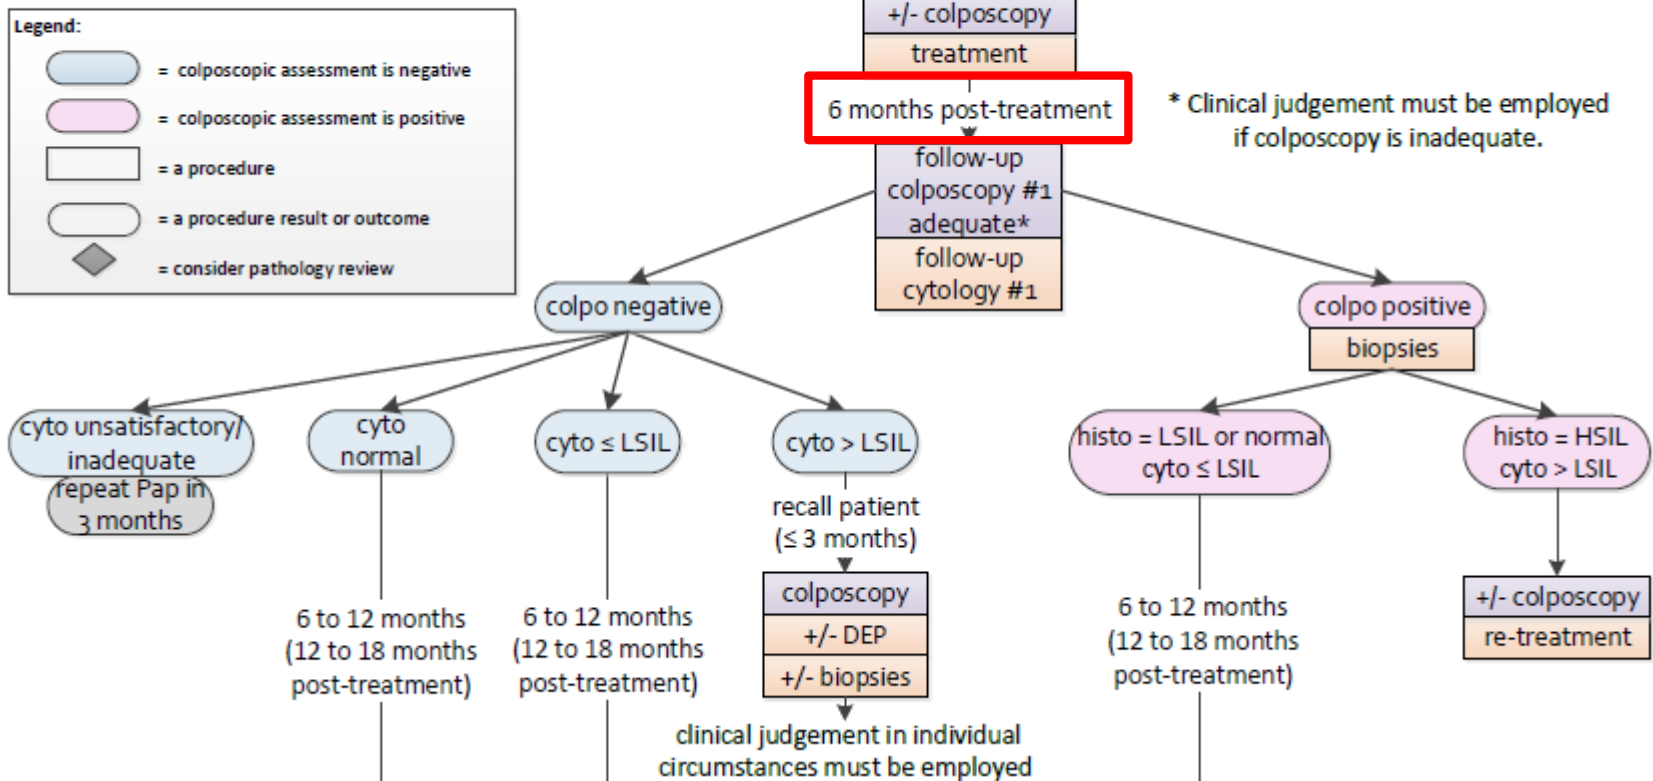 Legend:
= colposcopic assessment is negative
= colposcopic assessment is positive
= a procedure
= a procedure result or outcome
= consider pathology review
+/- colposcopy
treatment
6 months post-treatment
* Clinical judgement must be employed
if colposcopy is inadequate.
follow-up
colposcopy #1
adequate*
follow-up
cytology #1
colpo negative
colpo positive
biopsies
cyto unsatisfactory/
inadequate
repeat Pap in
3 months
cyto
normal
cyto ≤ LSIL
cyto > LSIL
histo = LSIL or normal
cyto ≤ LSIL
histo = HSIL
cyto > LSIL
6 to 12 months
(12 to 18 months
post-treatment)
6 to 12 months
(12 to 18 months
post-treatment)
recall patient
(≤ 3 months)
colposcopy
+/- DEP
+/- biopsies
clinical judgement in individual
circumstances must be employed
6 to 12 months
(12 to 18 months
post-treatment)
+/- colposcopy
re-treatment